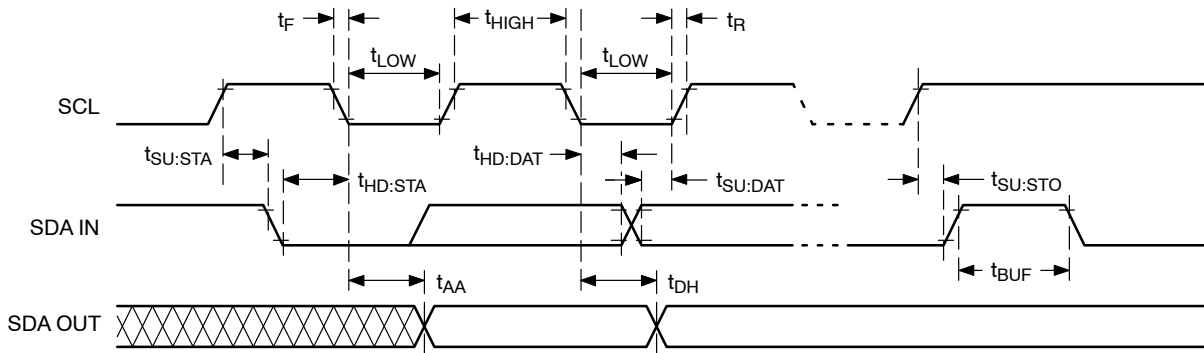 tF
tHIGH
tR
tLOW
tLOW
SCL
tSU:STA
tHD:DAT
tHD:STA
tSU:DAT
tSU:STO
SDA IN
tAA
tDH
tBUF
SDA OUT